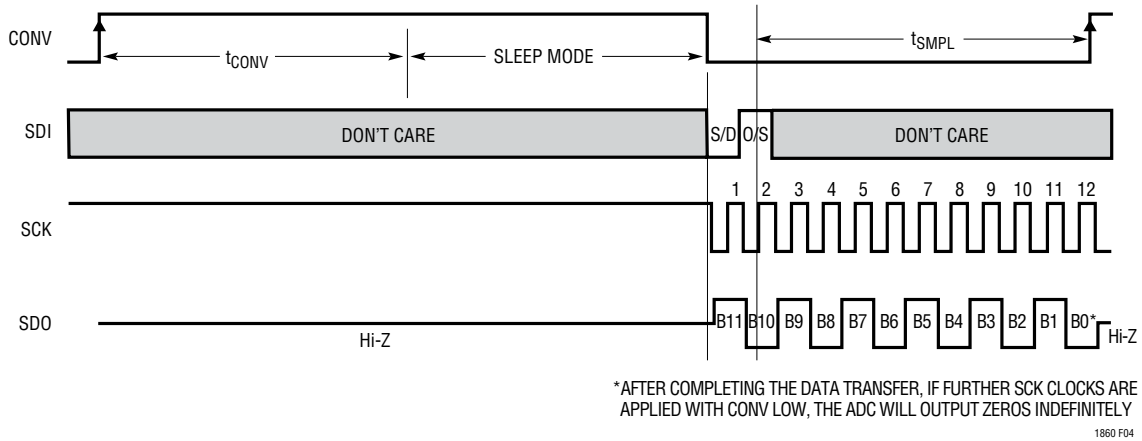 CONV
tCONV
SLEEP MODE
tSMPL
SDI
DON'T CARE
S/D
O/S
DON'T CARE
1 2 3 4 5 6 7 8 9 10 11 12
SCK
SDO
Hi-Z
B11 B10 B9 B8 B7 B6 B5 B4 B3 B2 B1 B0*
Hi-Z
*AFTER COMPLETING THE DATA TRANSFER, IF FURTHER SCK CLOCKS ARE
APPLIED WITH CONV LOW, THE ADC WILL OUTPUT ZEROS INDEFINITELY
1860 F04